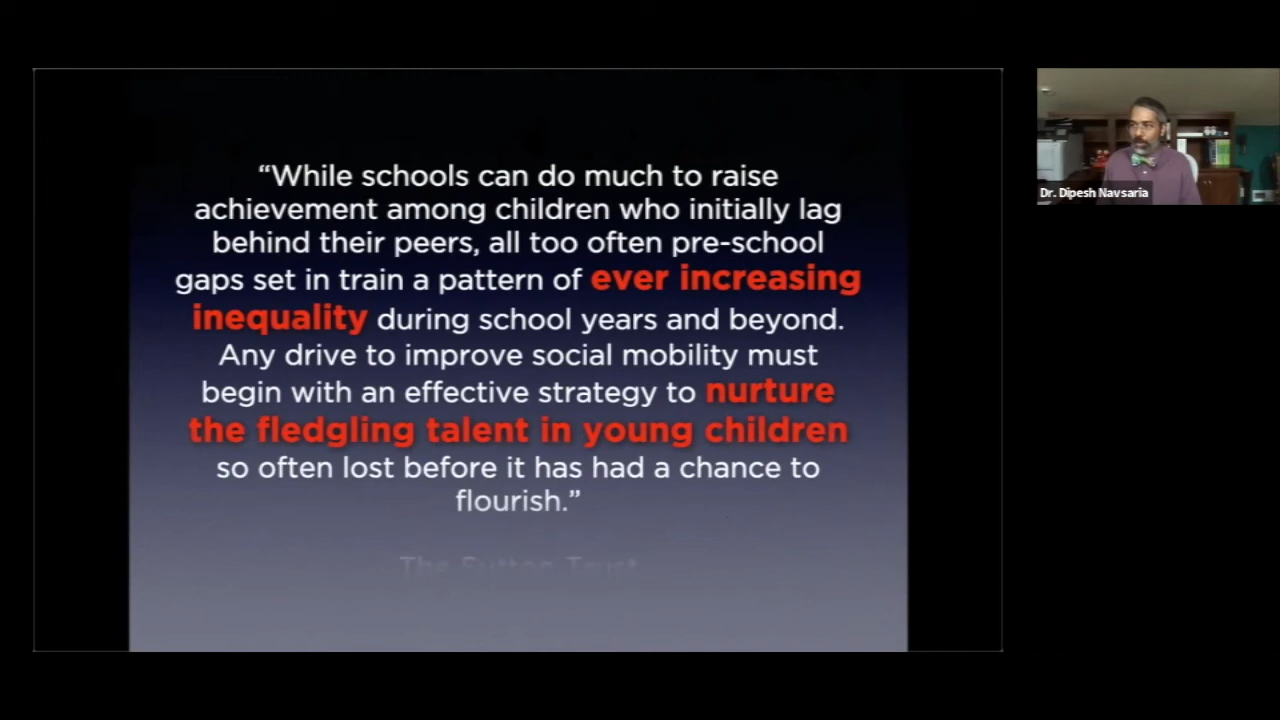 “While schools can do much to raise
achievement among children who initially lag
behind their peers, all too often pre-school
gaps set in train a pattern of ever increasing
inequality during school years and beyond.
Any drive to improve social mobility must
begin with an effective strategy to nurture
the fledgling talent in young children
so often lost before it has had a chance to
flourish.”
The Sutton Trust
Dr. Dipesh Navsaria